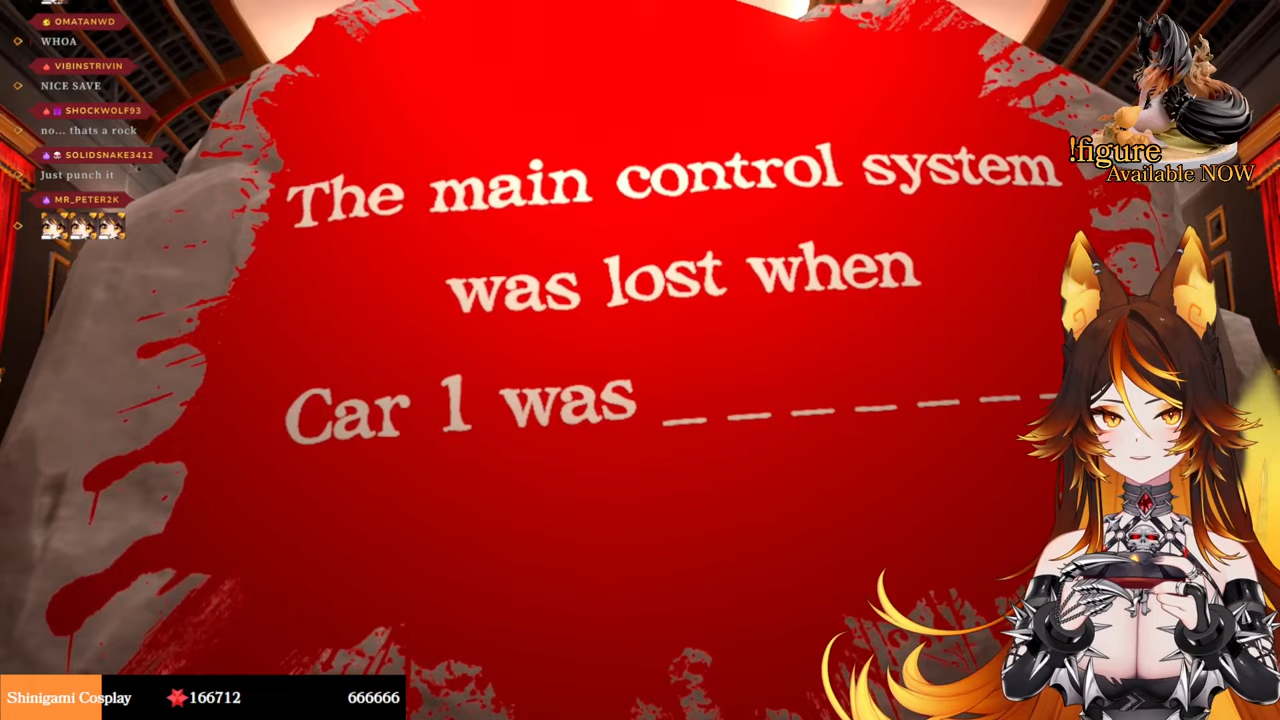 OMATANWD
WHOA
VIBINSTRIVIN
NICE SAVE
SHOCKWOLF93
no... thats a rock
SOLIDSNAKE3412
Just punch it
MR_PETER2K
!figure
Available NOW
The main control system
was lost when
Car 1 was _ _ _ _ _ _ _
Shinigami Cosplay
166712
666666